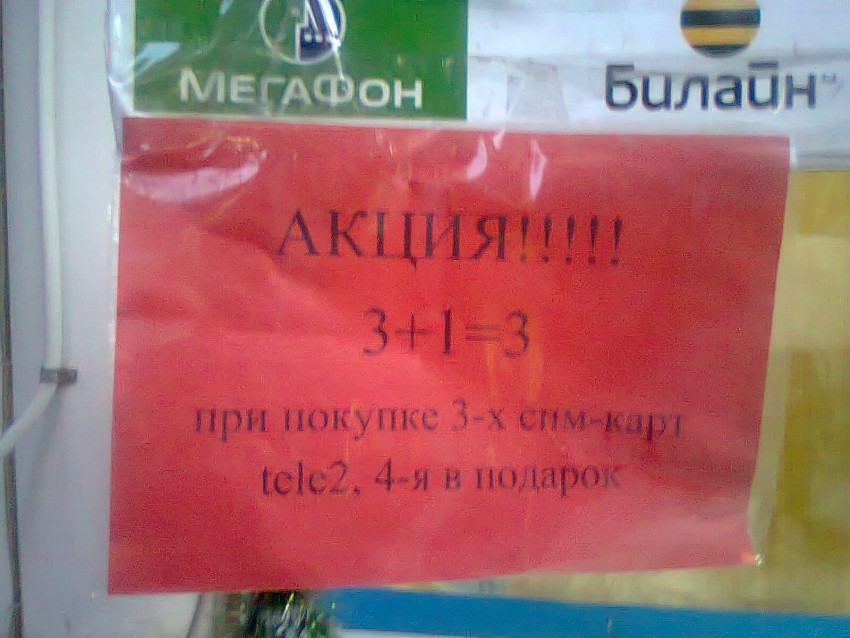 МЕГАФОН
Билайн
АКЦИЯ!!!!!
3+1=3
при покупке 3-х сим-карт
tele2, 4-я в подарок